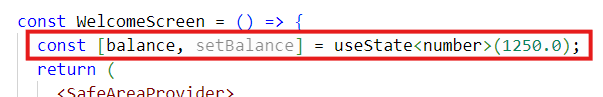 const WelcomeScreen = () => {
const [balance, setBalance] = useState<number>(1250.0);
return (
<SafeAreaProvider>